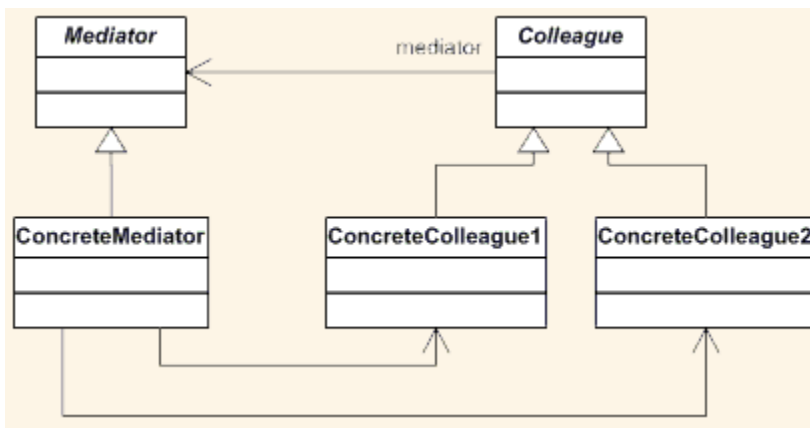 Mediator
mediator
Colleague
ConcreteMediator
ConcreteColleague1
ConcreteColleague2